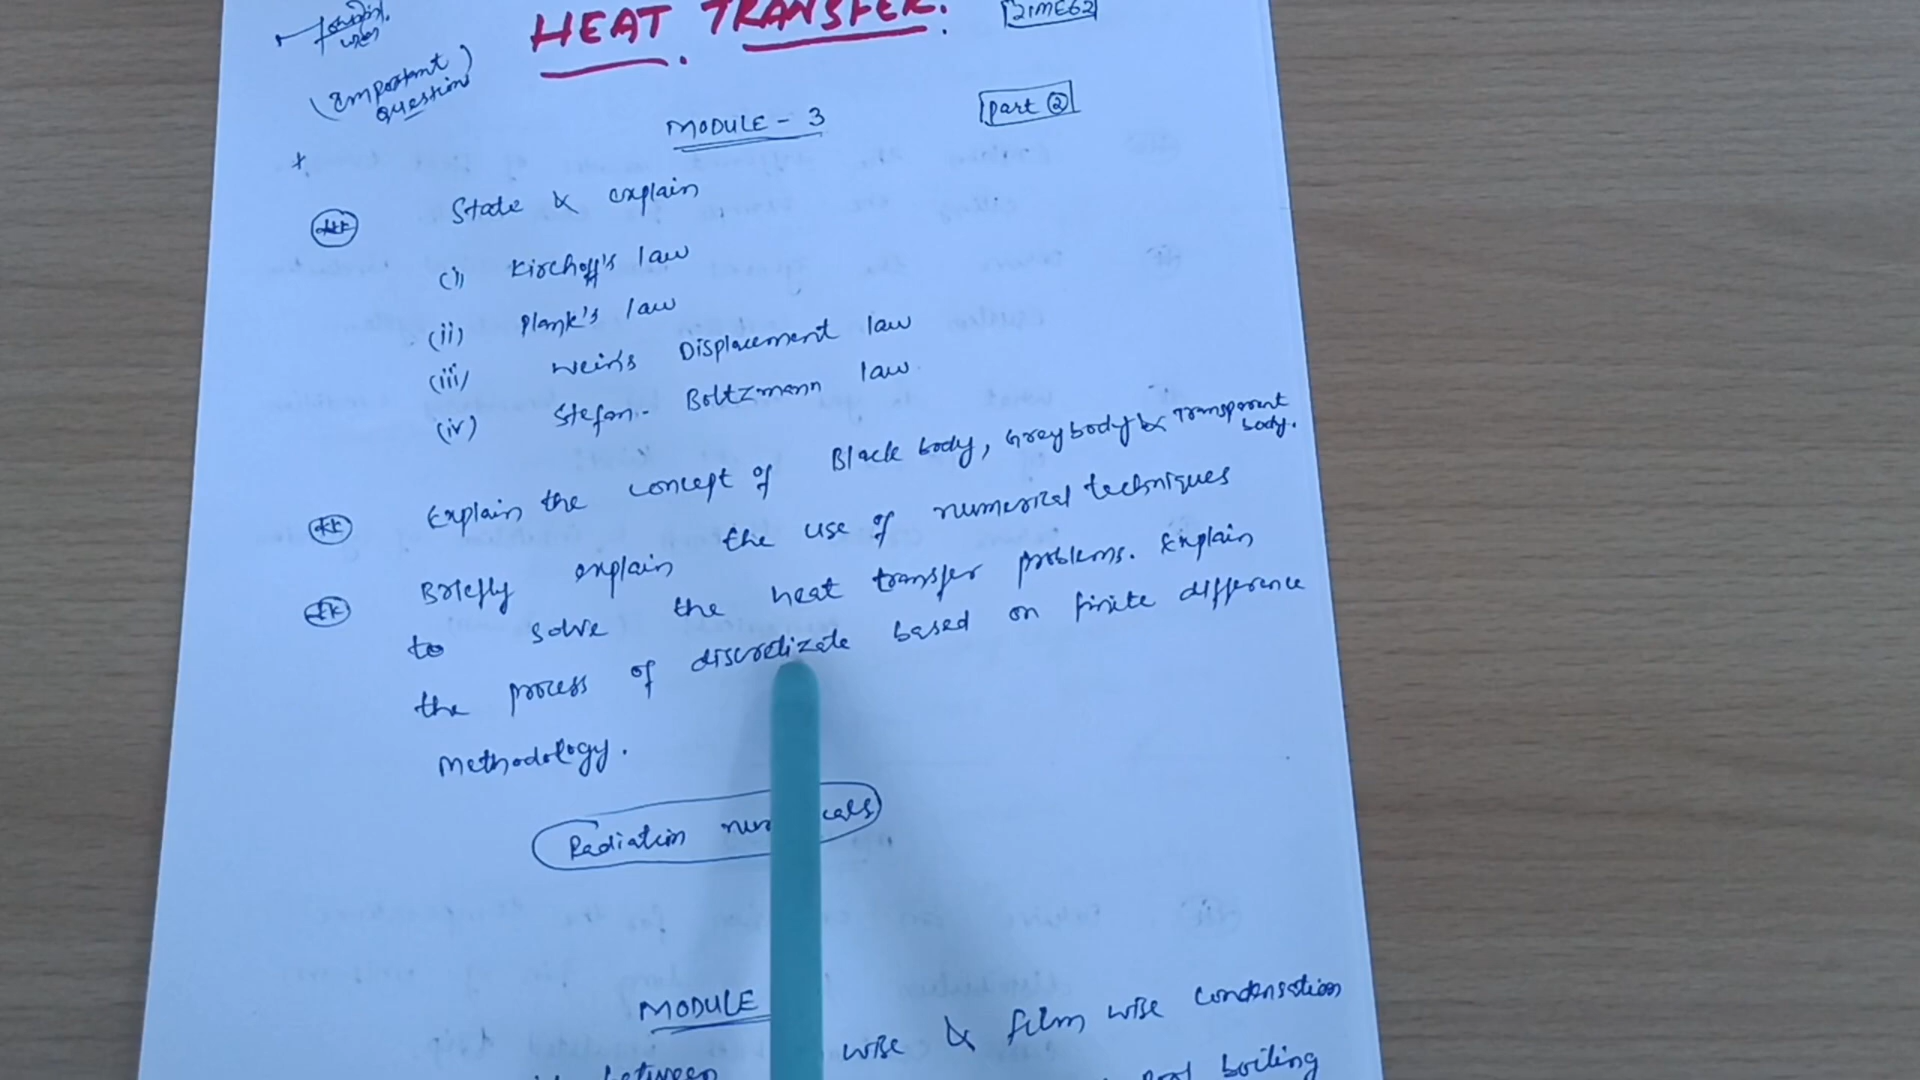 HEAT TRANSFER.
21ME62
(Important
question)
MODULE - 3
Part ②
State & explain
(i) Kirchoff's law
(ii) Plank's law
(iii) Wein's Displacement law
(iv) Stefan - Boltzmann law
Explain the concept of Black body, Grey body & Transparent
body.
Briefly explain the use of numerical techniques
to solve the heat transfer problems. Explain
the process of discretizate based on finite difference
Methodology.
Radiation
MODULE
wise & film wise condensation
between
boiling